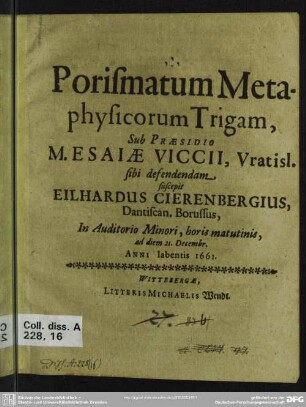 Porismatum Meta-
physicorum Trigam,
Sub PRÆSIDIO
M. ESAIÆ VICCII, Vratisl.
sibi defendendam
suscepit
EILHARDUS CIERENBERGIUS,
Dantiscan. Borussus,
In Auditorio Minori, horis matutinis,
ad diem 21. Decembr.
ANNI labentis 1661.
WITTEBERGÆ,
LITTERIS MICHAELIS Wendt.
Coll. diss. A
228, 16